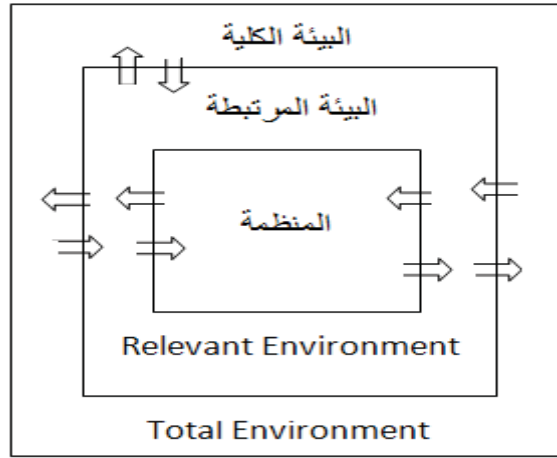 البيئة الكلية
البيئة المرتبطة
المنظمة
Relevant Environment
Total Environment